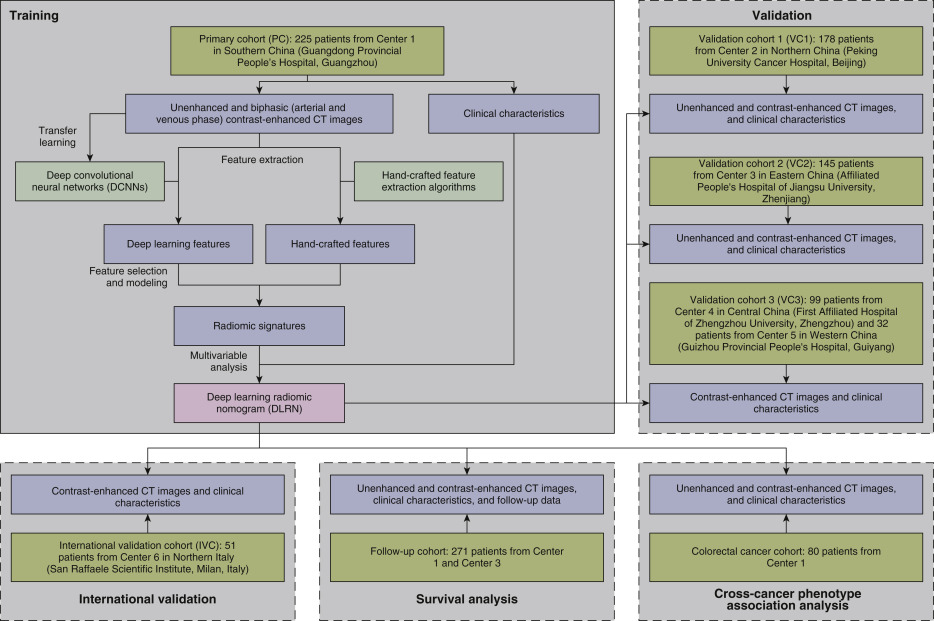 Training
Primary cohort (PC): 225 patients from Center 1
in Southern China (Guangdong Provincial
People's Hospital, Guangzhou)
Unenhanced and biphasic (arterial and
venous phase) contrast-enhanced CT images
Clinical characteristics
Transfer
learning
Feature extraction
Deep convolutional
neural networks (DCNNs)
Hand-crafted feature
extraction algorithms
Deep learning features
Hand-crafted features
Feature selection
and modeling
Radiomic signatures
Multivariable
analysis
Deep learning radiomic
nomogram (DLRN)
Validation
Validation cohort 1 (VC1): 178 patients
from Center 2 in Northern China (Peking
University Cancer Hospital, Beijing)
Unenhanced and contrast-enhanced CT images,
and clinical characteristics
Validation cohort 2 (VC2): 145 patients
from Center 3 in Eastern China (Affiliated
People's Hospital of Jiangsu University,
Zhenjiang)
Unenhanced and contrast-enhanced CT images,
and clinical characteristics
Validation cohort 3 (VC3): 99 patients from
Center 4 in Central China (First Affiliated Hospital
of Zhengzhou University, Zhengzhou) and 32
patients from Center 5 in Western China
(Guizhou Provincial People's Hospital, Guiyang)
Contrast-enhanced CT images and clinical
characteristics
Contrast-enhanced CT images and clinical
characteristics
International validation cohort (IVC): 51
patients from Center 6 in Northern Italy
(San Raffaele Scientific Institute, Milan, Italy)
International validation
Unenhanced and contrast-enhanced CT images,
clinical characteristics, and follow-up data
Follow-up cohort: 271 patients from Center
1 and Center 3
Survival analysis
Unenhanced and contrast-enhanced CT images,
and clinical characteristics
Colorectal cancer cohort: 80 patients from
Center 1
Cross-cancer phenotype
association analysis